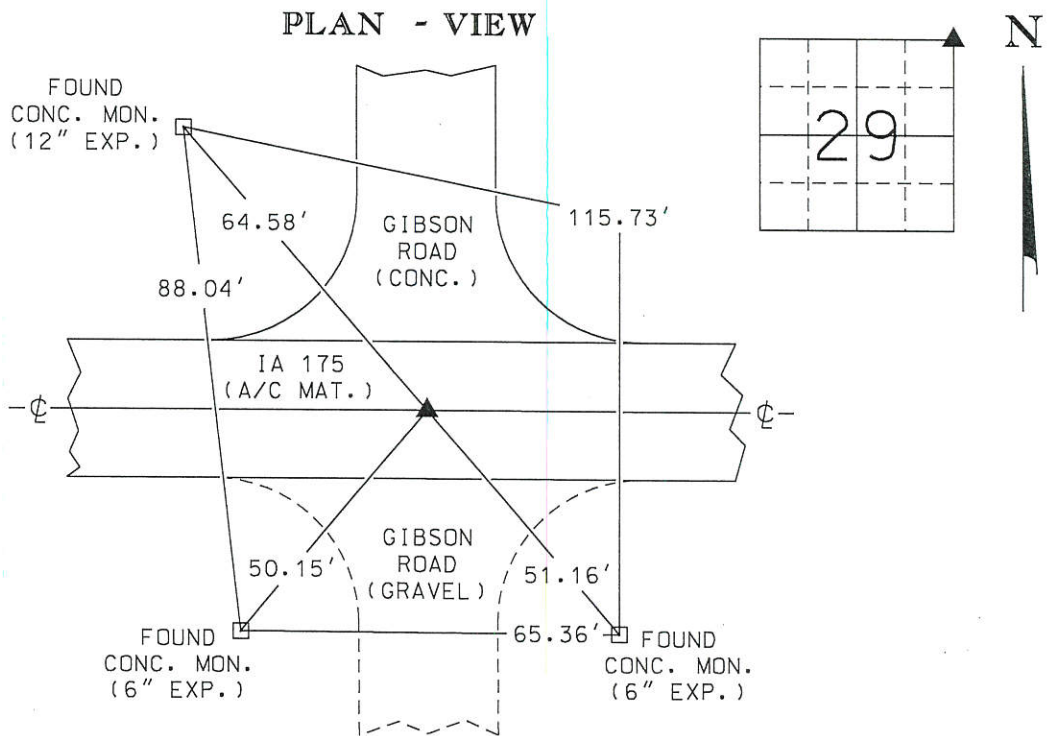 PLAN - VIEW
N
29
FOUND
CONC. MON.
(12" EXP.)
64.58'
88.04'
115.73'
GIBSON
ROAD
(CONC.)
IA 175
(A/C MAT.)
℄
℄
GIBSON
ROAD
(GRAVEL)
50.15'
51.16'
65.36'
FOUND
CONC. MON.
(6" EXP.)
FOUND
CONC. MON.
(6" EXP.)